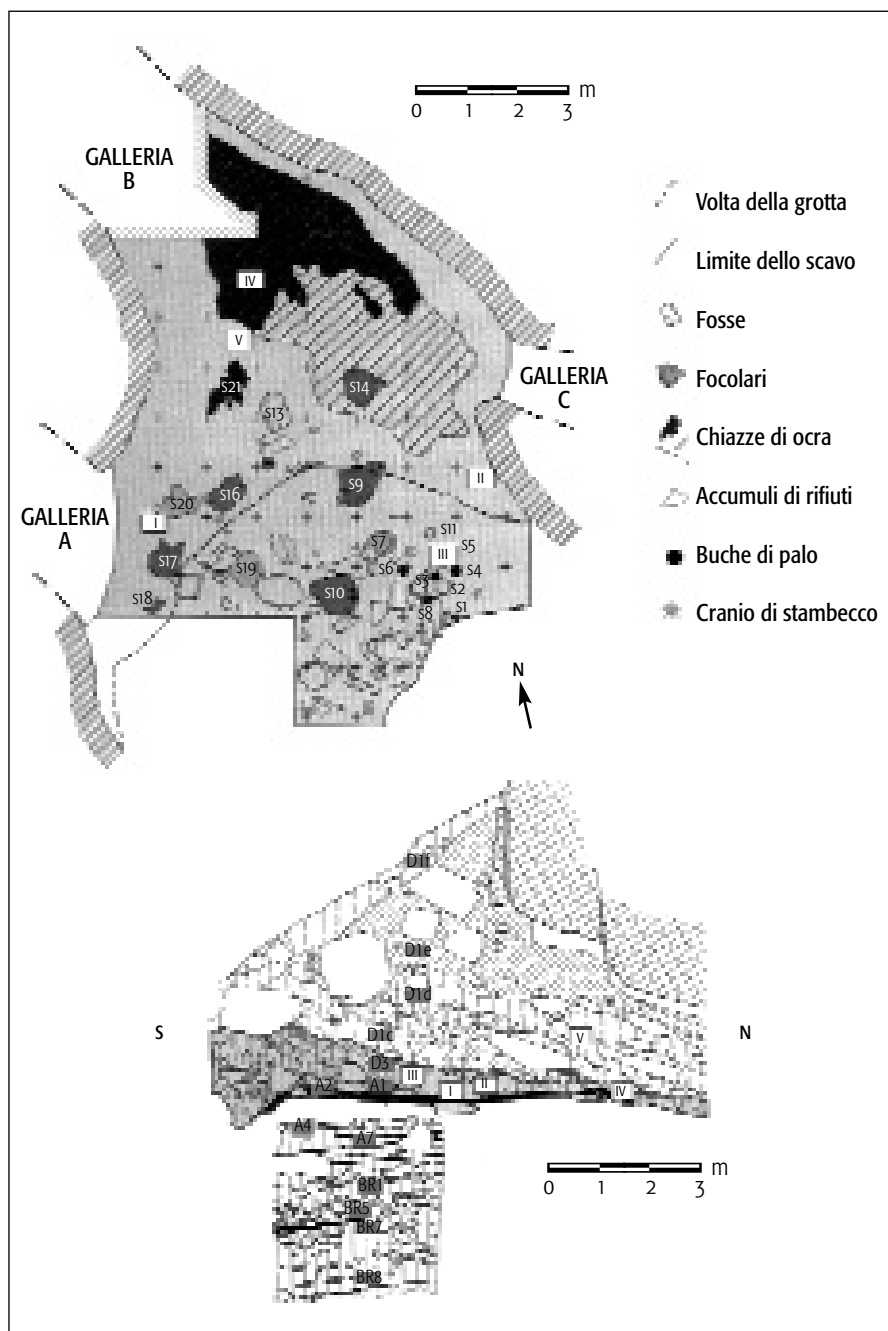 m
0 1 2 3
GALLERIA
B
IV
V
S21
S14
S13
GALLERIA
C
S16
S9
II
S20
I
GALLERIA
A
S11
S7
III
S5
S17
S19
S6
S4
S3
S2
S18
S10
S8
S1
N
Volta della grotta
Limite dello scavo
Fosse
Focolari
Chiazze di ocra
Accumuli di rifiuti
Buche di palo
Cranio di stambecco
D1f
D1e
D1d
S
N
D1c
V
D3
III
A2
A1
I
II
IV
A4
A7
m
0 1 2 3
BR1
BR5
BR7
BR8